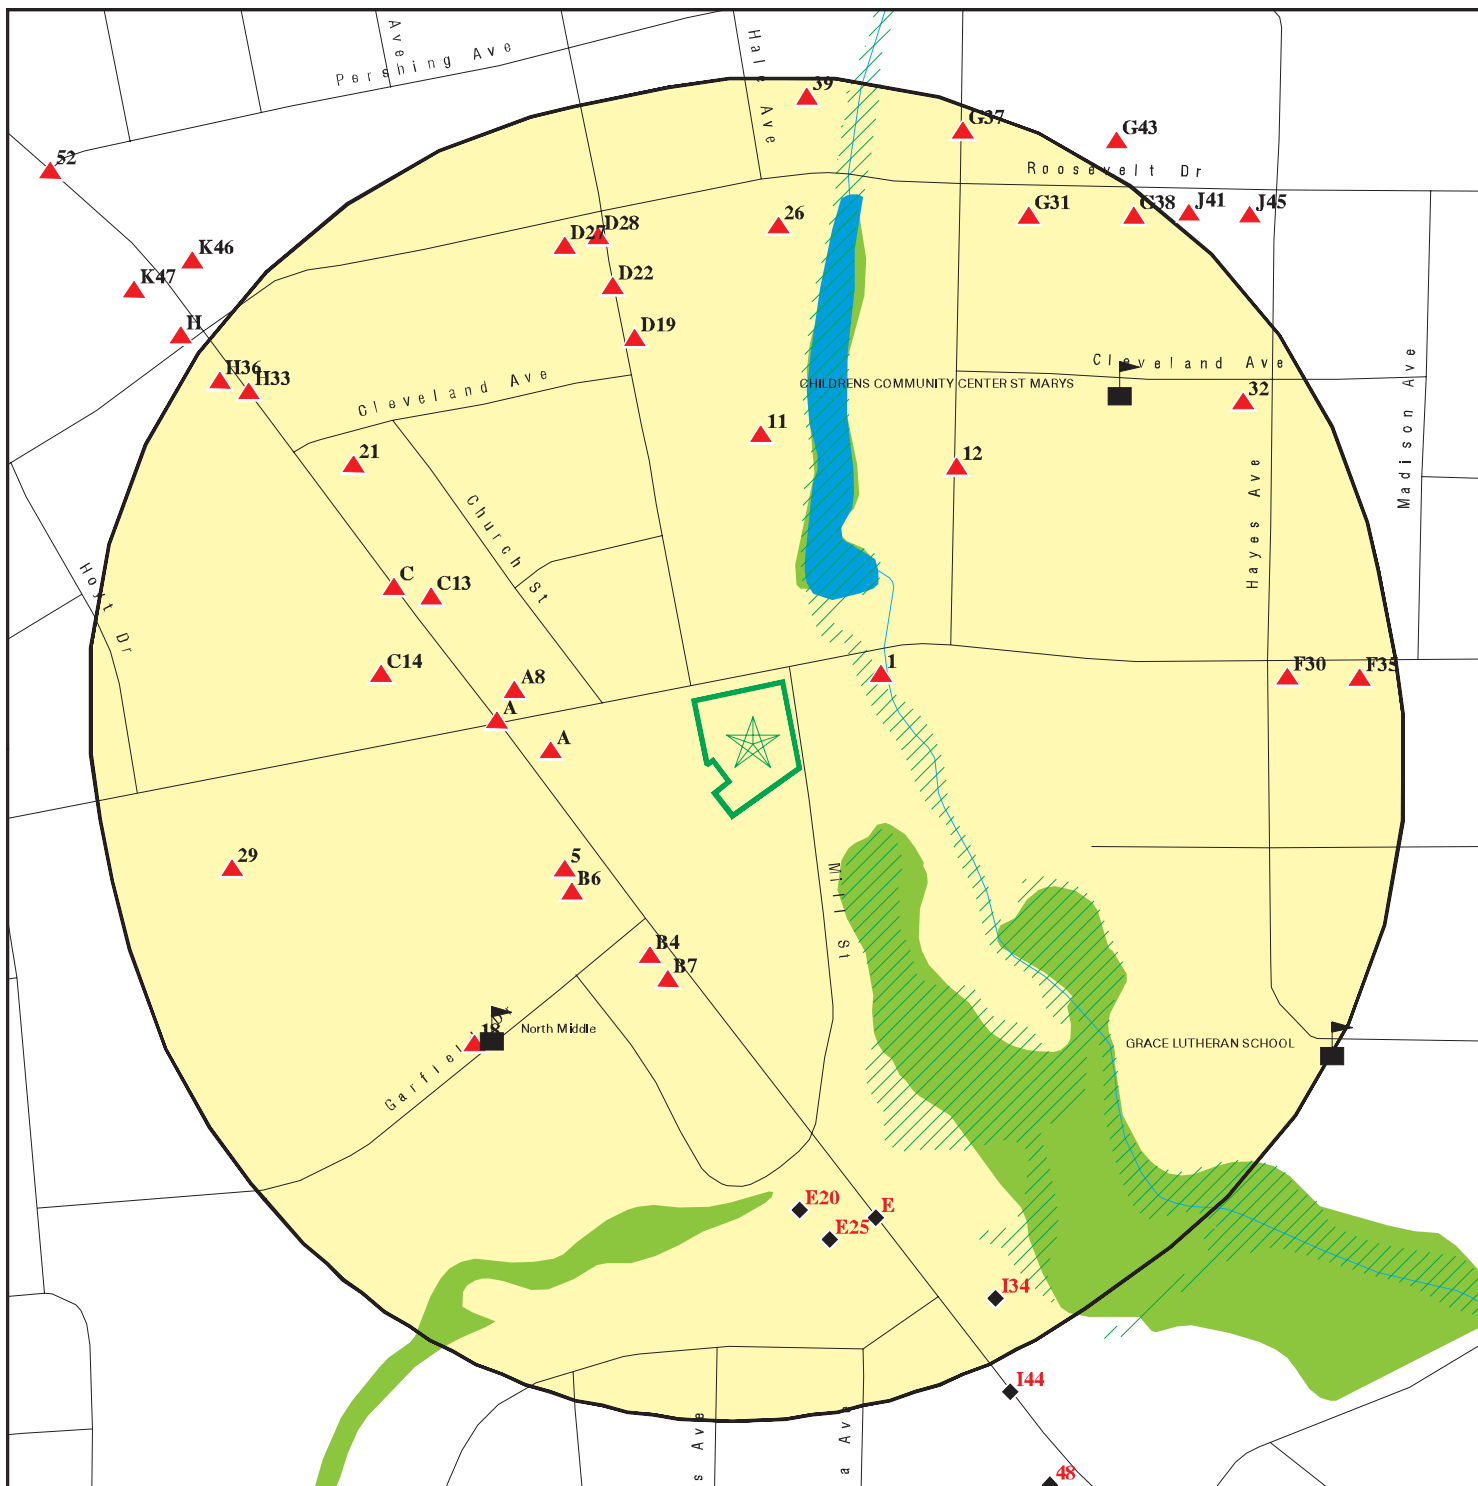 Ave
Pershing Ave
Hale Ave
39
G37
G43
52
Roosevelt Dr
G31
G38
J41
J45
26
D28
D27
K46
K47
D22
H
D19
H36
H33
Cleveland Ave
Cleveland Ave
CHILDRENS COMMUNITY CENTER ST MARYS
32
Madison Ave
11
21
12
Hayes Ave
Church St
Hoyt Dr
C
C13
C14
A8
A
A
1
F30
F35
29
5
B6
Mill St
B4
B7
18
North Middle
Garfield Dr
GRACE LUTHERAN SCHOOL
E20
E
E25
I34
I44
s Ave
a Ave
48